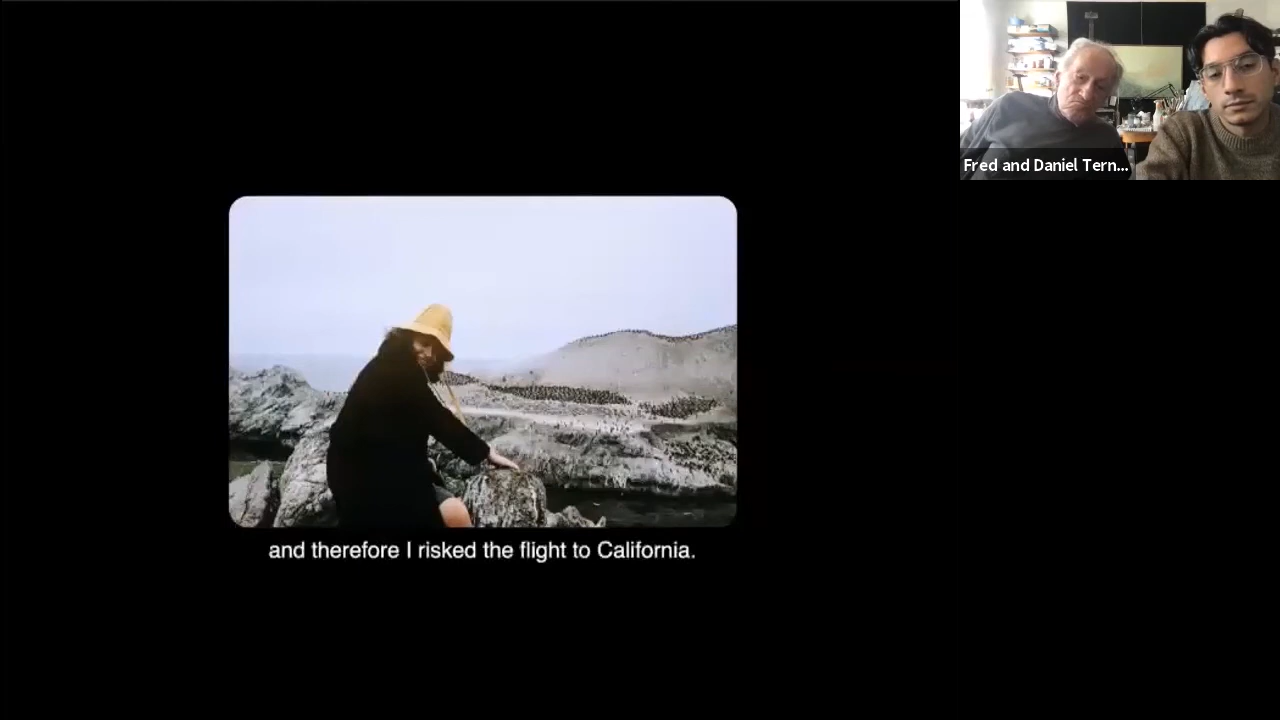 Fred and Daniel Tern...
and therefore I risked the flight to California.